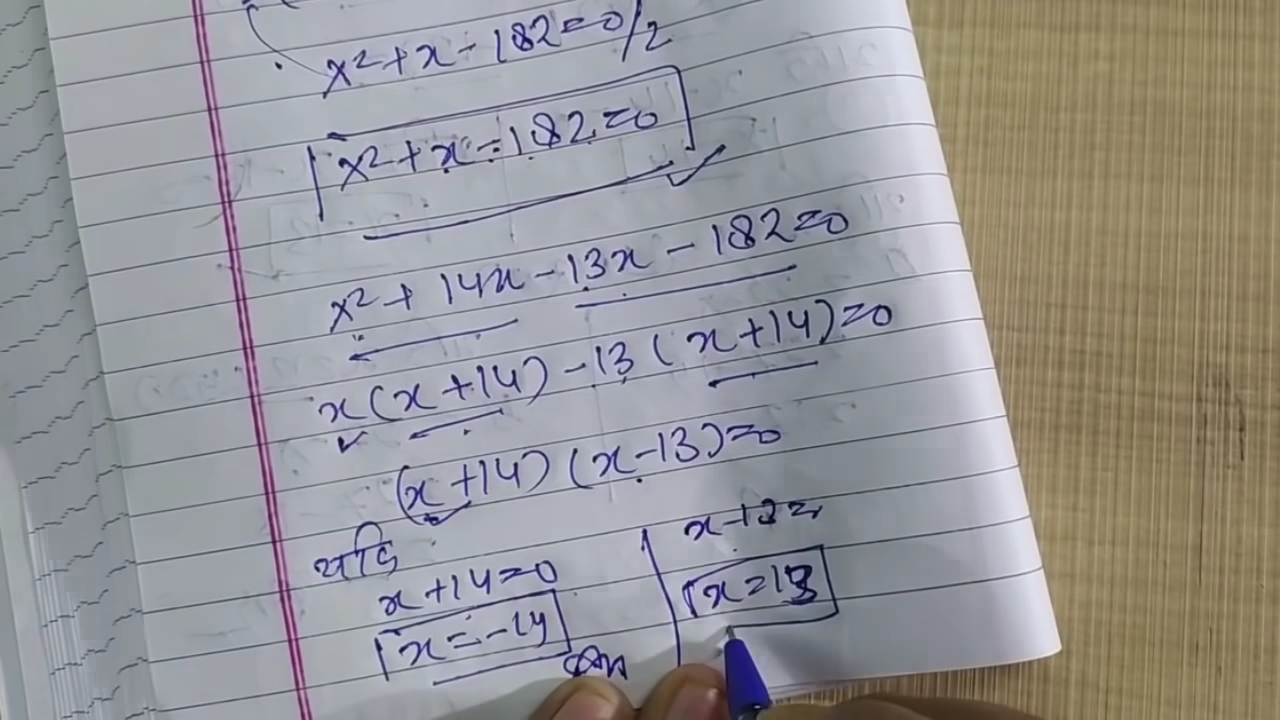 x²+x-182=0/2
x²+x-182=0
x²+14x-13x-182=0
x(x+14)-13(x+14)=0
(x+14)(x-13)=0
यदि
x+14=0
x=-14
x-13=
x=13